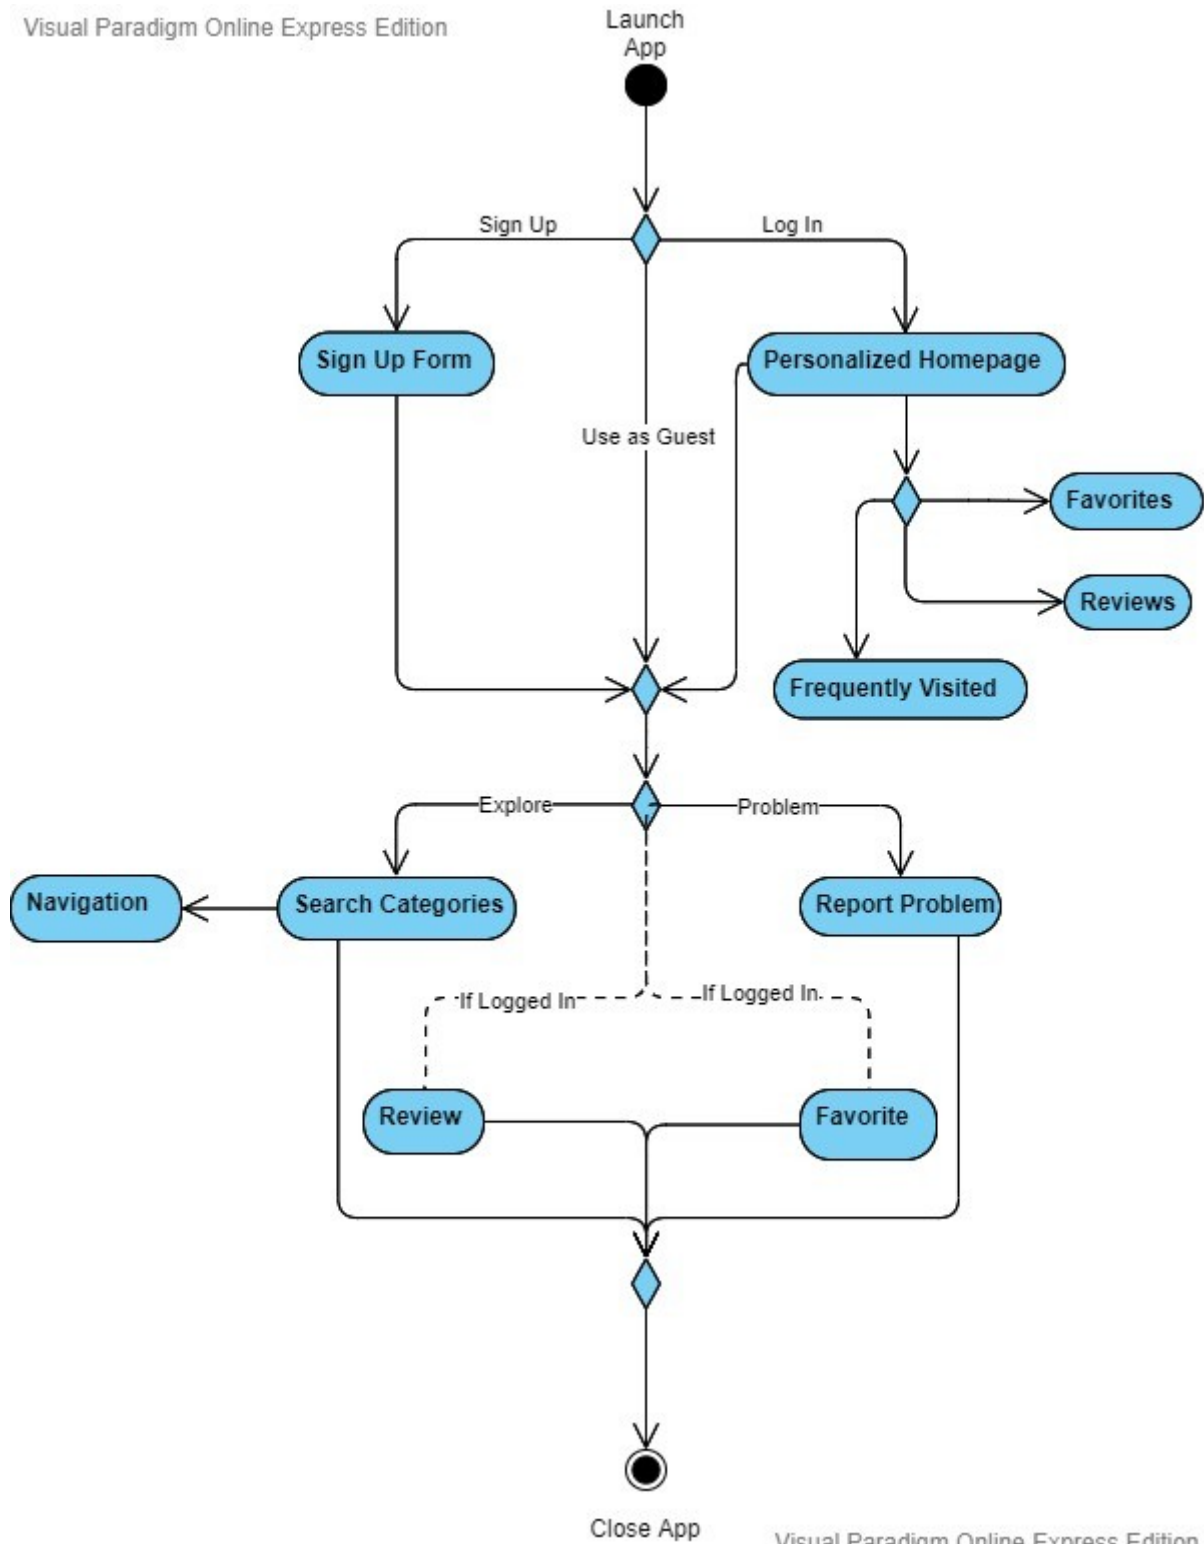 Visual Paradigm Online Express Edition
Launch
App
Sign Up
Log In
Sign Up Form
Personalized Homepage
Use as Guest
Favorites
Reviews
Frequently Visited
Explore
Problem
Navigation
Search Categories
Report Problem
If Logged In
If Logged In
Review
Favorite
Close App
Visual Paradigm Online Express Edition